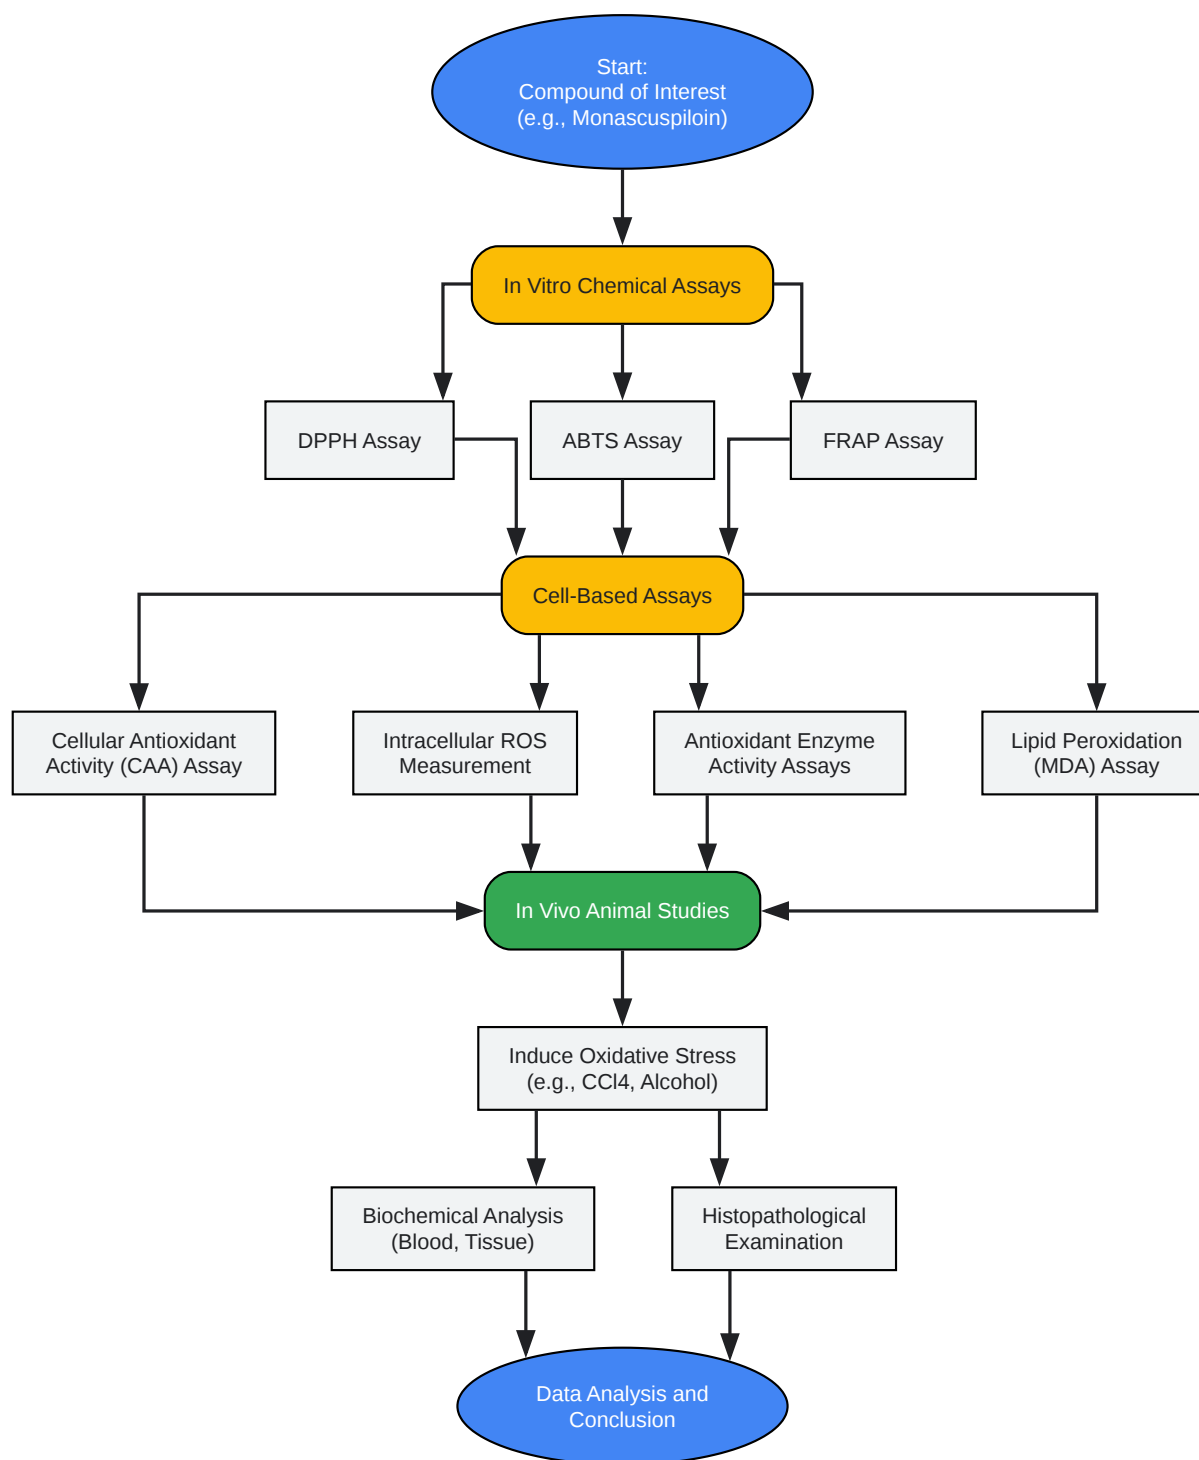 Start:
Compound of Interest
(e.g., Monascuspiloin)
In Vitro Chemical Assays
DPPH Assay
ABTS Assay
FRAP Assay
Cell-Based Assays
Cellular Antioxidant
Activity (CAA) Assay
Intracellular ROS
Measurement
Antioxidant Enzyme
Activity Assays
Lipid Peroxidation
(MDA) Assay
In Vivo Animal Studies
Induce Oxidative Stress
(e.g., CCl4, Alcohol)
Biochemical Analysis
(Blood, Tissue)
Histopathological
Examination
Data Analysis and
Conclusion